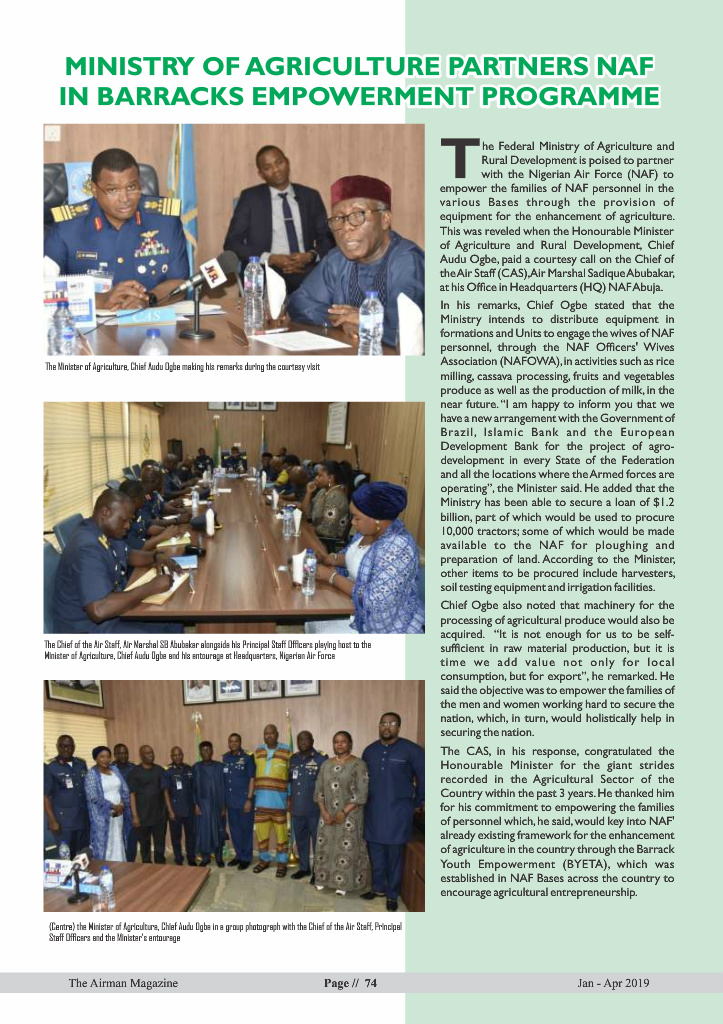 MINISTRY OF AGRICULTURE PARTNERS NAF
IN BARRACKS EMPOWERMENT PROGRAMME
CAS
The Minister of Agriculture, Chief Audu Ogbe making his remarks during the courtesy visit
The Chief of the Air Staff, Air Marshal SB Abubakar alongside his Principal Staff Officers playing host to the
Minister of Agriculture, Chief Audu Ogbe and his entourage at Headquarters, Nigerian Air Force
(Centre) the Minister of Agriculture, Chief Audu Ogbe in a group photograph with the Chief of the Air Staff, Principal
Staff Officers and the Minister's entourage
The Federal Ministry of Agriculture and
Rural Development is poised to partner
with the Nigerian Air Force (NAF) to
empower the families of NAF personnel in the
various Bases through the provision of
equipment for the enhancement of agriculture.
This was reveled when the Honourable Minister
of Agriculture and Rural Development, Chief
Audu Ogbe, paid a courtesy call on the Chief of
the Air Staff (CAS), Air Marshal Sadique Abubakar,
at his Office in Headquarters (HQ) NAF Abuja.
In his remarks, Chief Ogbe stated that the
Ministry intends to distribute equipment in
formations and Units to engage the wives of NAF
personnel, through the NAF Officers' Wives
Association (NAFOWA), in activities such as rice
milling, cassava processing, fruits and vegetables
produce as well as the production of milk, in the
near future. "I am happy to inform you that we
have a new arrangement with the Government of
Brazil, Islamic Bank and the European
Development Bank for the project of agro-
development in every State of the Federation
and all the locations where the Armed forces are
operating", the Minister said. He added that the
Ministry has been able to secure a loan of $1.2
billion, part of which would be used to procure
10,000 tractors; some of which would be made
available to the NAF for ploughing and
preparation of land. According to the Minister,
other items to be procured include harvesters,
soil testing equipment and irrigation facilities.
Chief Ogbe also noted that machinery for the
processing of agricultural produce would also be
acquired. "It is not enough for us to be self-
sufficient in raw material production, but it is
time we add value not only for local
consumption, but for export", he remarked. He
said the objective was to empower the families of
the men and women working hard to secure the
nation, which, in turn, would holistically help in
securing the nation.
The CAS, in his response, congratulated the
Honourable Minister for the giant strides
recorded in the Agricultural Sector of the
Country within the past 3 years. He thanked him
for his commitment to empowering the families
of personnel which, he said, would key into NAF'
already existing framework for the enhancement
of agriculture in the country through the Barrack
Youth Empowerment (BYETA), which was
established in NAF Bases across the country to
encourage agricultural entrepreneurship.
The Airman Magazine
Page // 74
Jan - Apr 2019